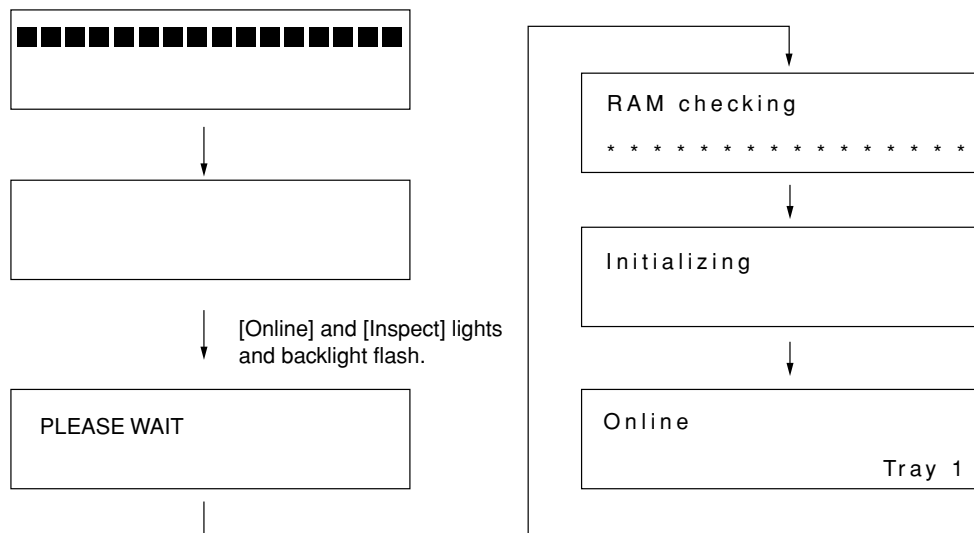 [Online] and [Inspect] lights
and backlight flash.
PLEASE WAIT
RAM checking
* * * * * * * * * * * * * * * *
Initializing
Online
Tray 1